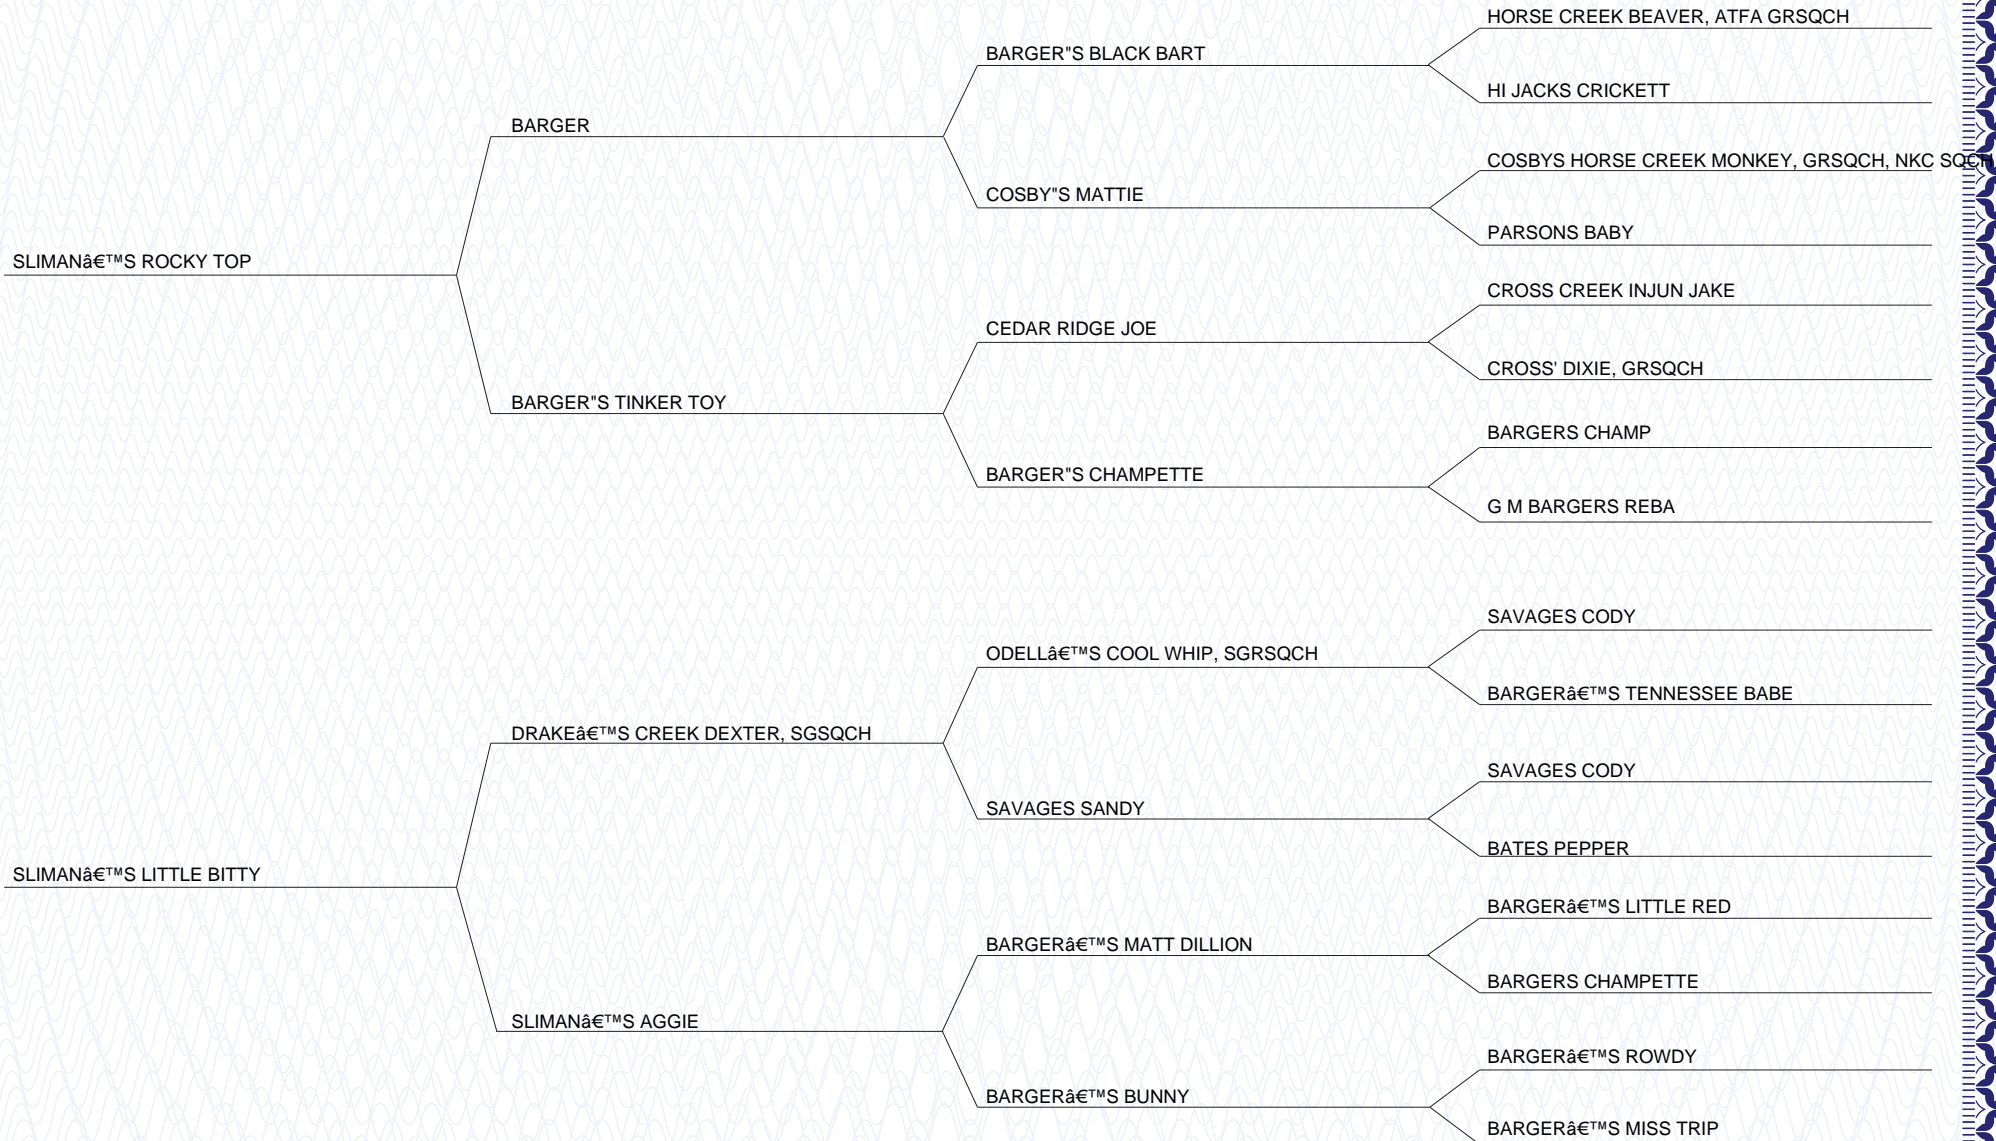 HORSE CREEK BEAVER, ATFA GRSQCH
BARGER"S BLACK BART
HI JACKS CRICKETT
BARGER
COSBYS HORSE CREEK MONKEY, GRSQCH, NKC SQCH
COSBY"S MATTIE
PARSONS BABY
SLIMANâ€™S ROCKY TOP
CROSS CREEK INJUN JAKE
CEDAR RIDGE JOE
CROSS' DIXIE, GRSQCH
BARGER"S TINKER TOY
BARGERS CHAMP
BARGER"S CHAMPETTE
G M BARGERS REBA
SAVAGES CODY
ODELLâ€™S COOL WHIP, SGRSQCH
BARGERâ€™S TENNESSEE BABE
DRAKEâ€™S CREEK DEXTER, SGSQCH
SAVAGES CODY
SAVAGES SANDY
BATES PEPPER
SLIMANâ€™S LITTLE BITTY
BARGERâ€™S LITTLE RED
BARGERâ€™S MATT DILLION
BARGERS CHAMPETTE
SLIMANâ€™S AGGIE
BARGERâ€™S ROWDY
BARGERâ€™S BUNNY
BARGERâ€™S MISS TRIP